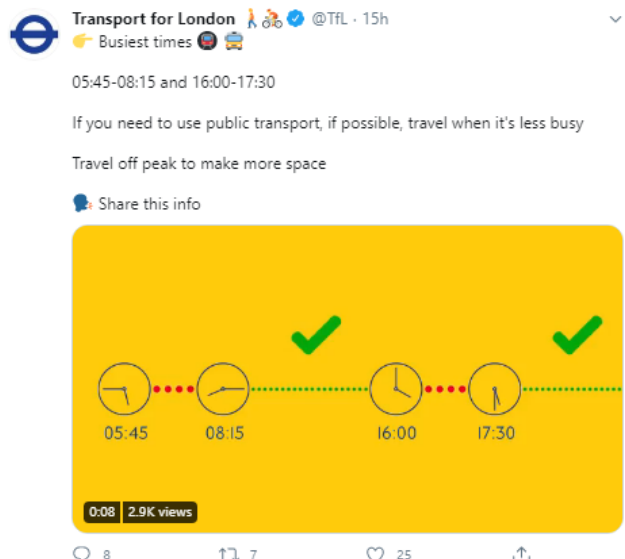 Transport for London 🚶🚴 @TfL · 15h
👉 Busiest times 🚇 🚋
05:45-08:15 and 16:00-17:30
If you need to use public transport, if possible, travel when it's less busy
Travel off peak to make more space
🗣 Share this info
05:45 08:15 16:00 17:30
0:08 2.9K views
8 7 25